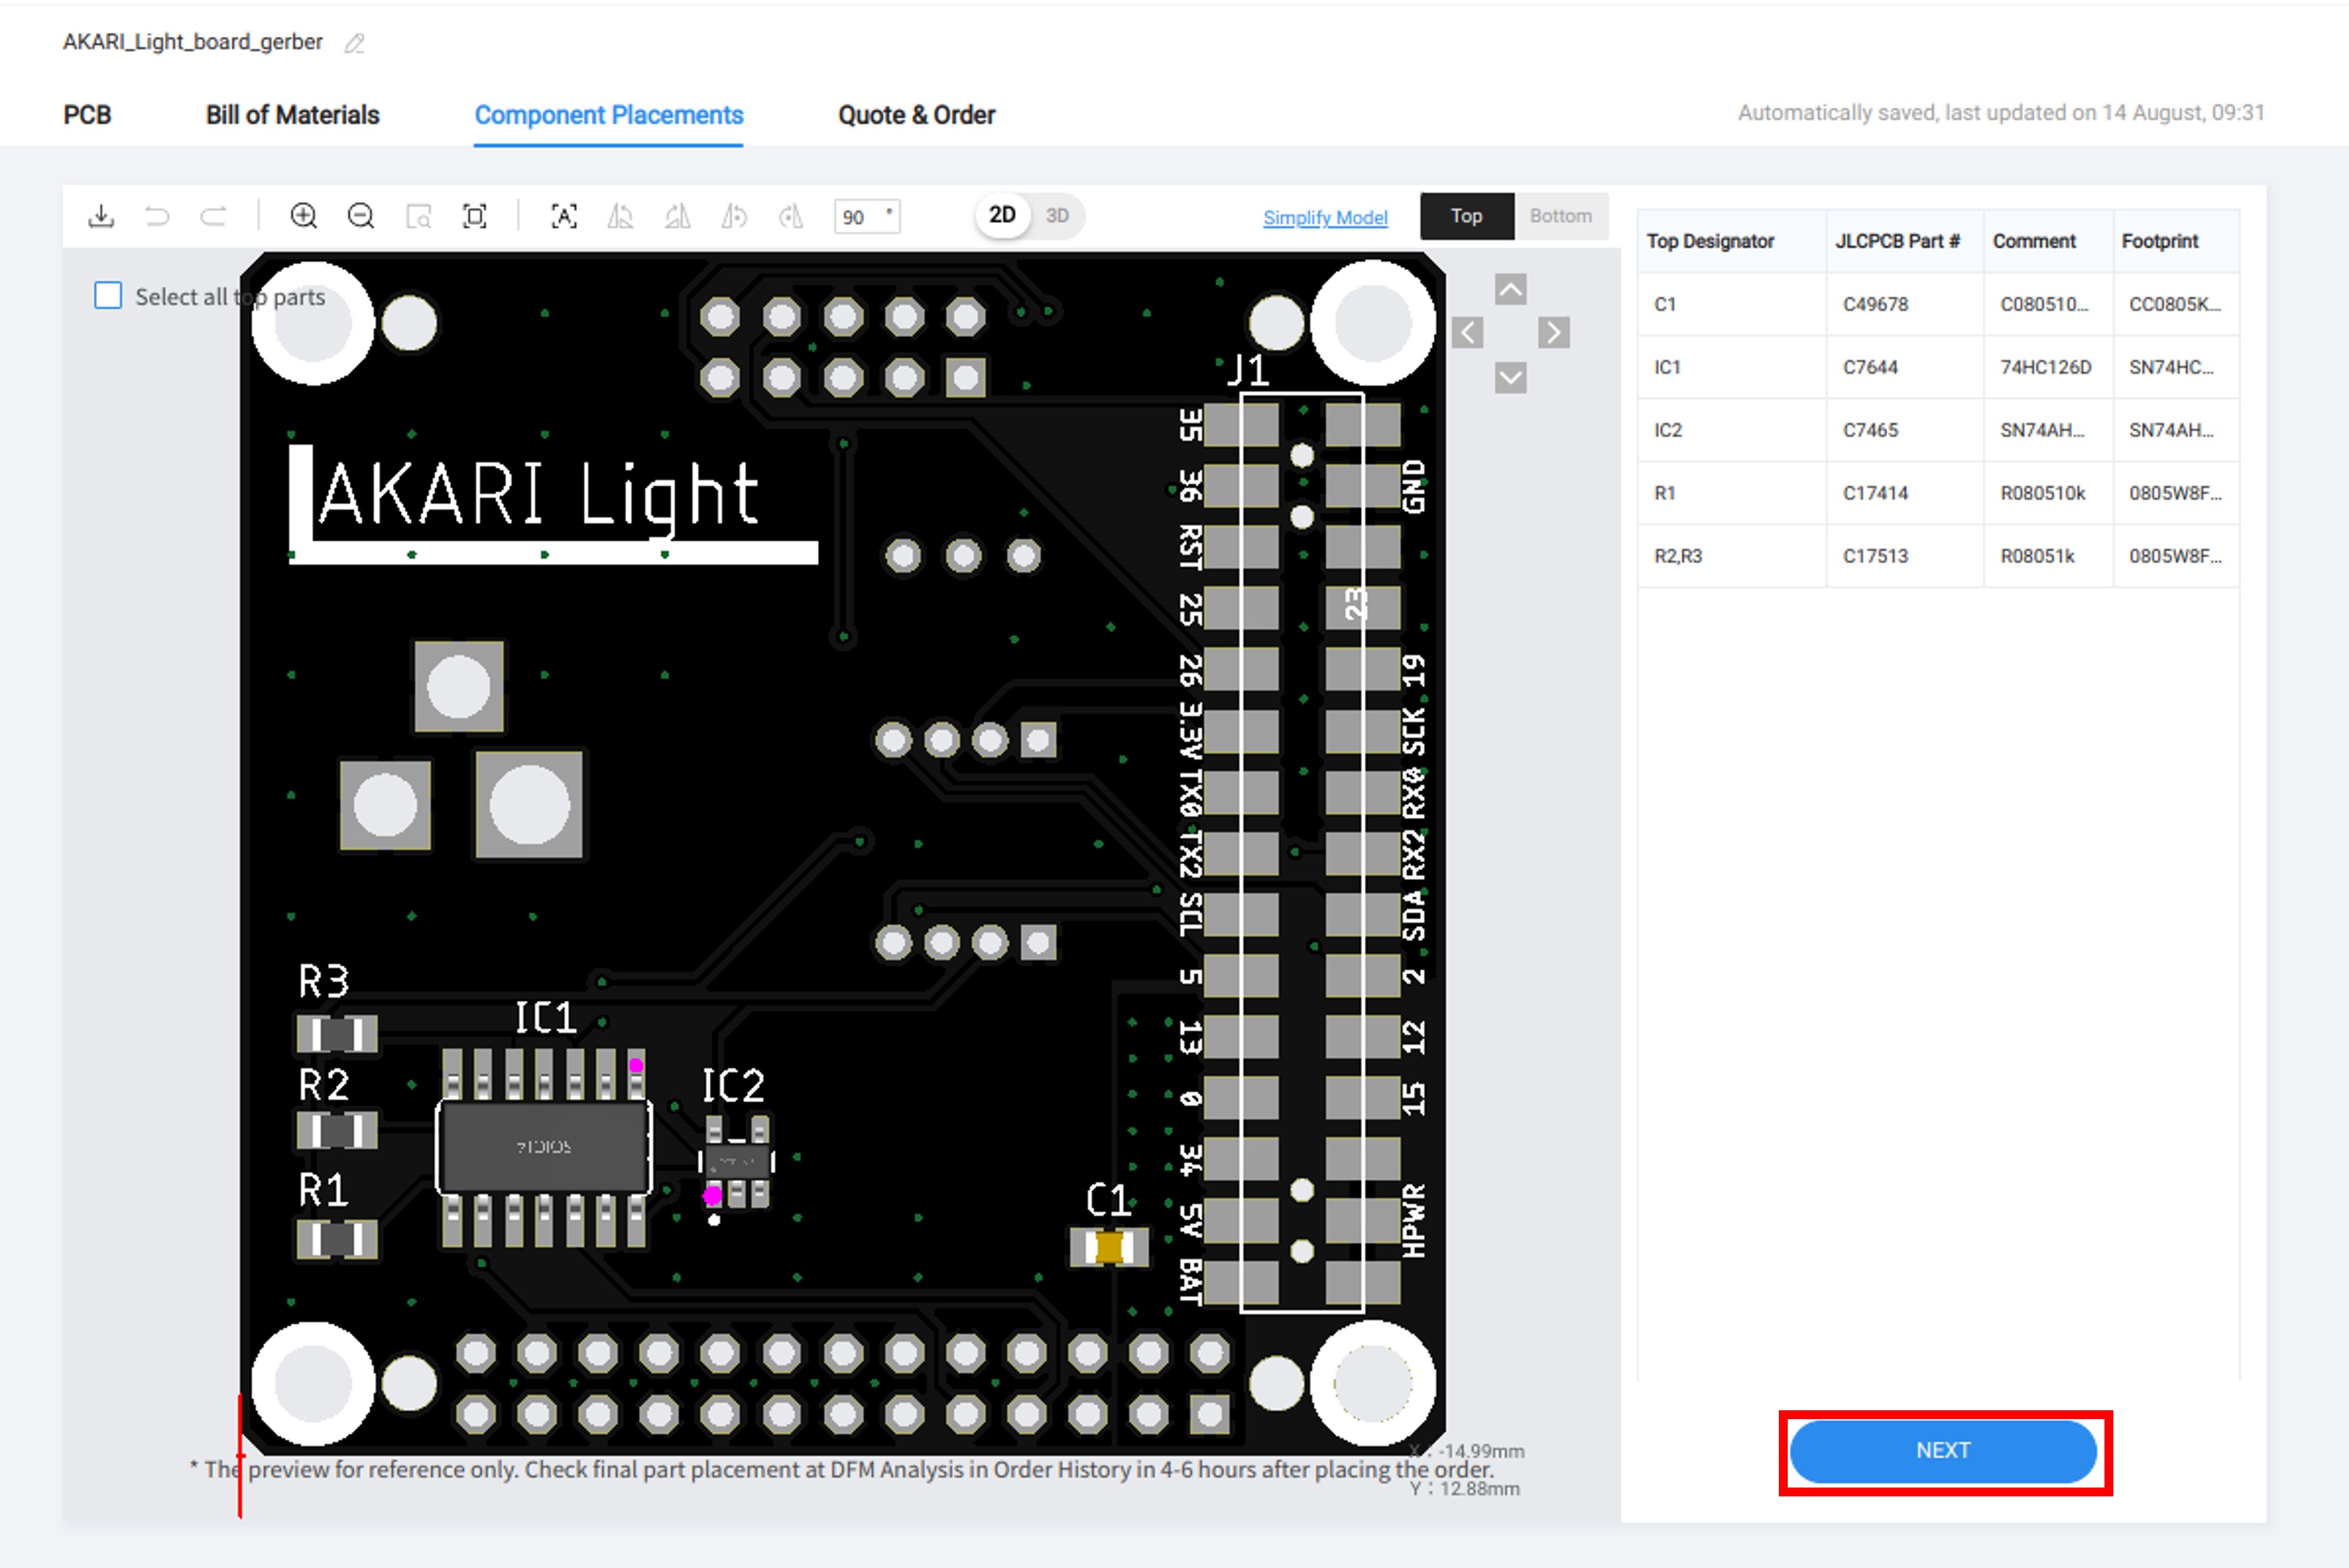 AKARI_Light_board_gerber
PCB
Bill of Materials
Component Placements
Quote & Order
Automatically saved, last updated on 14 August, 09:31
90 °
2D
3D
Simplify Model
Top
Bottom
Select all top parts
J1
35
36
RST
25
26
3.3V
TX0
TX2
SCL
5
13
0
34
5V
BAT
GND
23
19
SCK
RX0
RX2
SDA
2
12
15
HPWR
AKARI Light
R3
IC1
R2
IC2
R1
C1
* The preview for reference only. Check final part placement at DFM Analysis in Order History in 4-6 hours after placing the order.
X : -14.99mm
Y : 12.88mm
Top Designator JLCPCB Part # Comment Footprint
C1 C49678 C080510... CC0805K...
IC1 C7644 74HC126D SN74HC...
IC2 C7465 SN74AH... SN74AH...
R1 C17414 R080510k 0805W8F...
R2,R3 C17513 R08051k 0805W8F...
NEXT